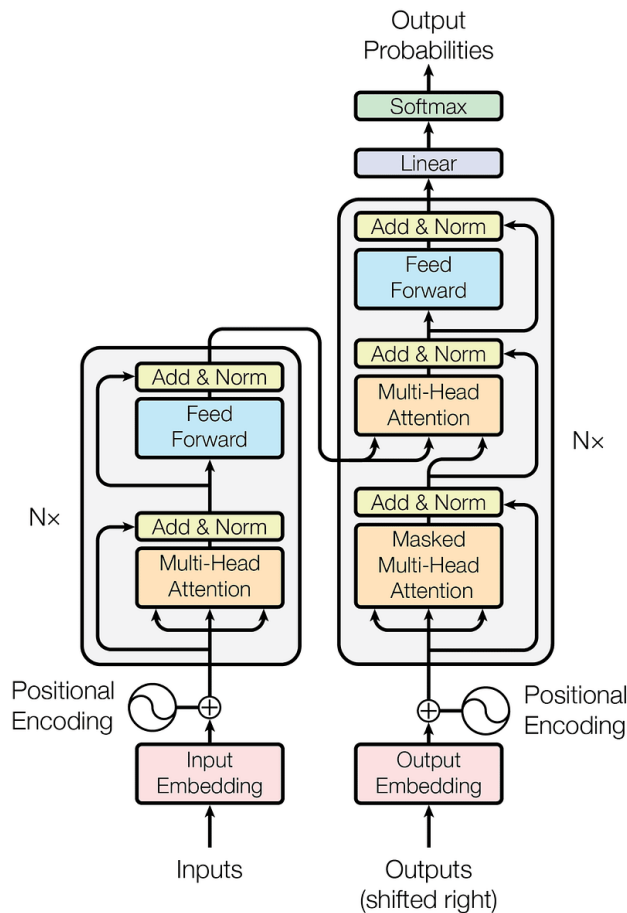 Output
Probabilities
Softmax
Linear
Add & Norm
Feed
Forward
Add & Norm
Multi-Head
Attention
Add & Norm
Masked
Multi-Head
Attention
N×
Positional
Encoding
Output
Embedding
Outputs
(shifted right)
Add & Norm
Feed
Forward
Add & Norm
Multi-Head
Attention
N×
Positional
Encoding
Input
Embedding
Inputs